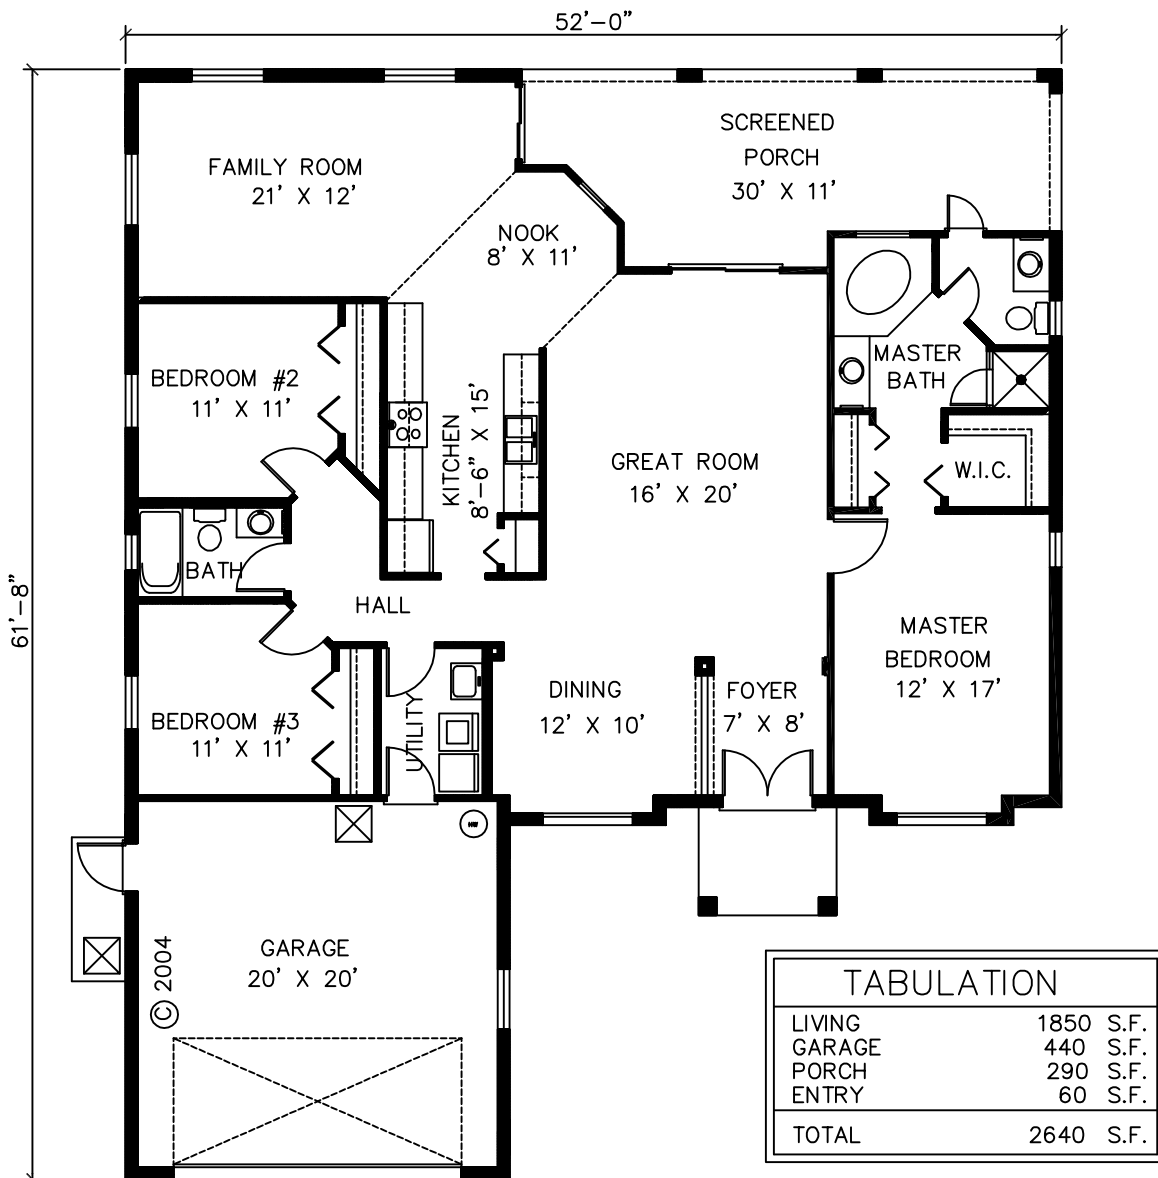 52'-0"
SCREENED
PORCH
30' X 11'
FAMILY ROOM
21' X 12'
NOOK
8' X 11'
MASTER
BATH
BEDROOM #2
11' X 11'
KITCHEN
8'-6" X 15'
GREAT ROOM
16' X 20'
W.I.C.
BATH
61'-8"
HALL
MASTER
BEDROOM
12' X 17'
DINING
12' X 10'
FOYER
7' X 8'
UTILITY
BEDROOM #3
11' X 11'
HW
GARAGE
20' X 20'
© 2004
TABULATION
LIVING 1850 S.F.
GARAGE 440 S.F.
PORCH 290 S.F.
ENTRY 60 S.F.
TOTAL 2640 S.F.